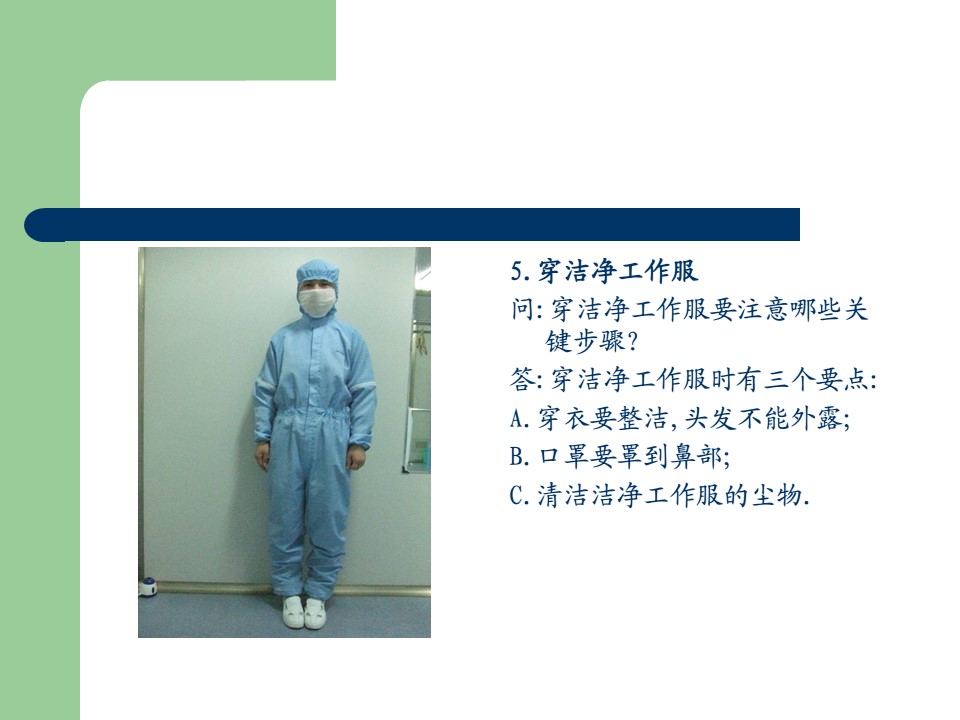 5.穿洁净工作服
问:穿洁净工作服要注意哪些关
键步骤?
答:穿洁净工作服时有三个要点:
A.穿衣要整洁,头发不能外露;
B.口罩要罩到鼻部;
C.清洁洁净工作服的尘物.